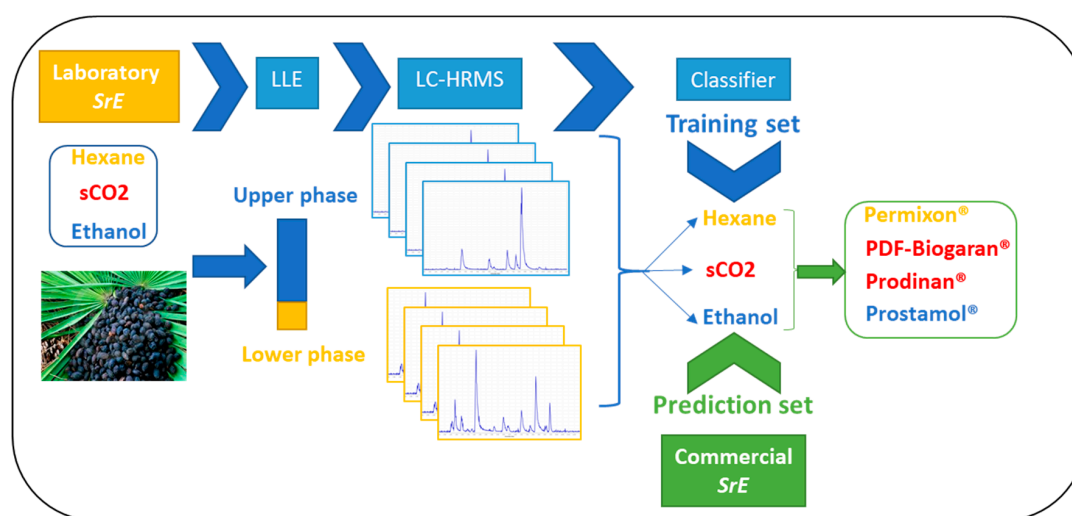 Laboratory
SrE
LLE
LC-HRMS
Classifier
Training set
Hexane
sCO2
Ethanol
Upper phase
Lower phase
Hexane
sCO2
Ethanol
Permixon®
PDF-Biogaran®
Prodinan®
Prostamol®
Prediction set
Commercial
SrE